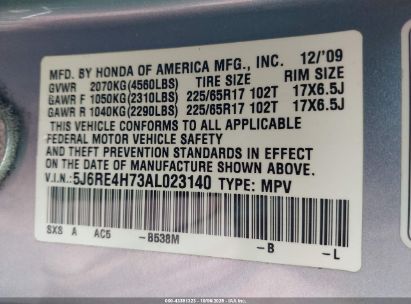 MFD. BY HONDA OF AMERICA MFG., INC. 12/'09
GVWR 2070KG(4560LBS) TIRE SIZE RIM SIZE
GAWR F 1050KG(2310LBS) 225/65R17 102T 17X6.5J
GAWR R 1040KG(2290LBS) 225/65R17 102T 17X6.5J
THIS VEHICLE CONFORMS TO ALL APPLICABLE
FEDERAL MOTOR VEHICLE SAFETY
AND THEFT PREVENTION STANDARDS IN EFFECT
ON THE DATE OF MANUFACTURE SHOWN ABOVE.
V.I.N.: 5J6RE4H73AL023140 TYPE: MPV
SXS A AC5 -B538M -B -L